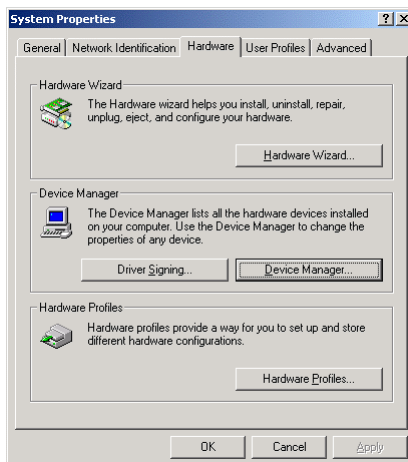 System Properties
General
Network Identification
Hardware
User Profiles
Advanced
Hardware Wizard
The Hardware wizard helps you install, uninstall, repair,
unplug, eject, and configure your hardware.
Hardware Wizard...
Device Manager
The Device Manager lists all the hardware devices installed
on your computer. Use the Device Manager to change the
properties of any device.
Driver Signing...
Device Manager...
Hardware Profiles
Hardware profiles provide a way for you to set up and store
different hardware configurations.
Hardware Profiles...
OK
Cancel
Apply